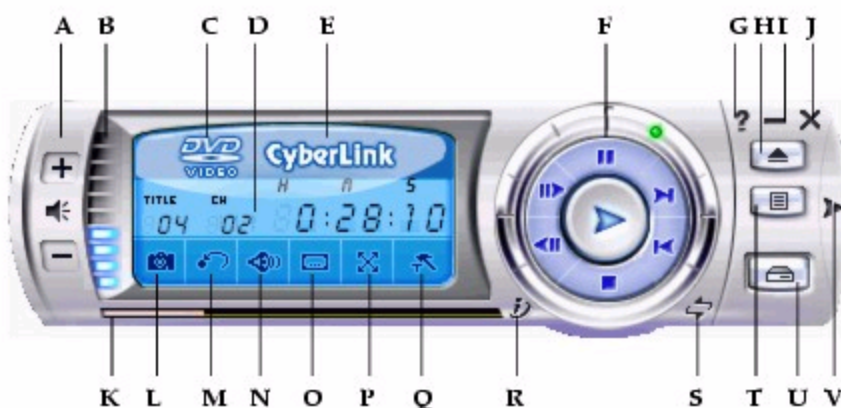 A B C D E F G H I J
?
DVD
VIDEO
CyberLink
H M S
TITLE CH
04 02 0:28:10
i
K L M N O P Q R S T U V